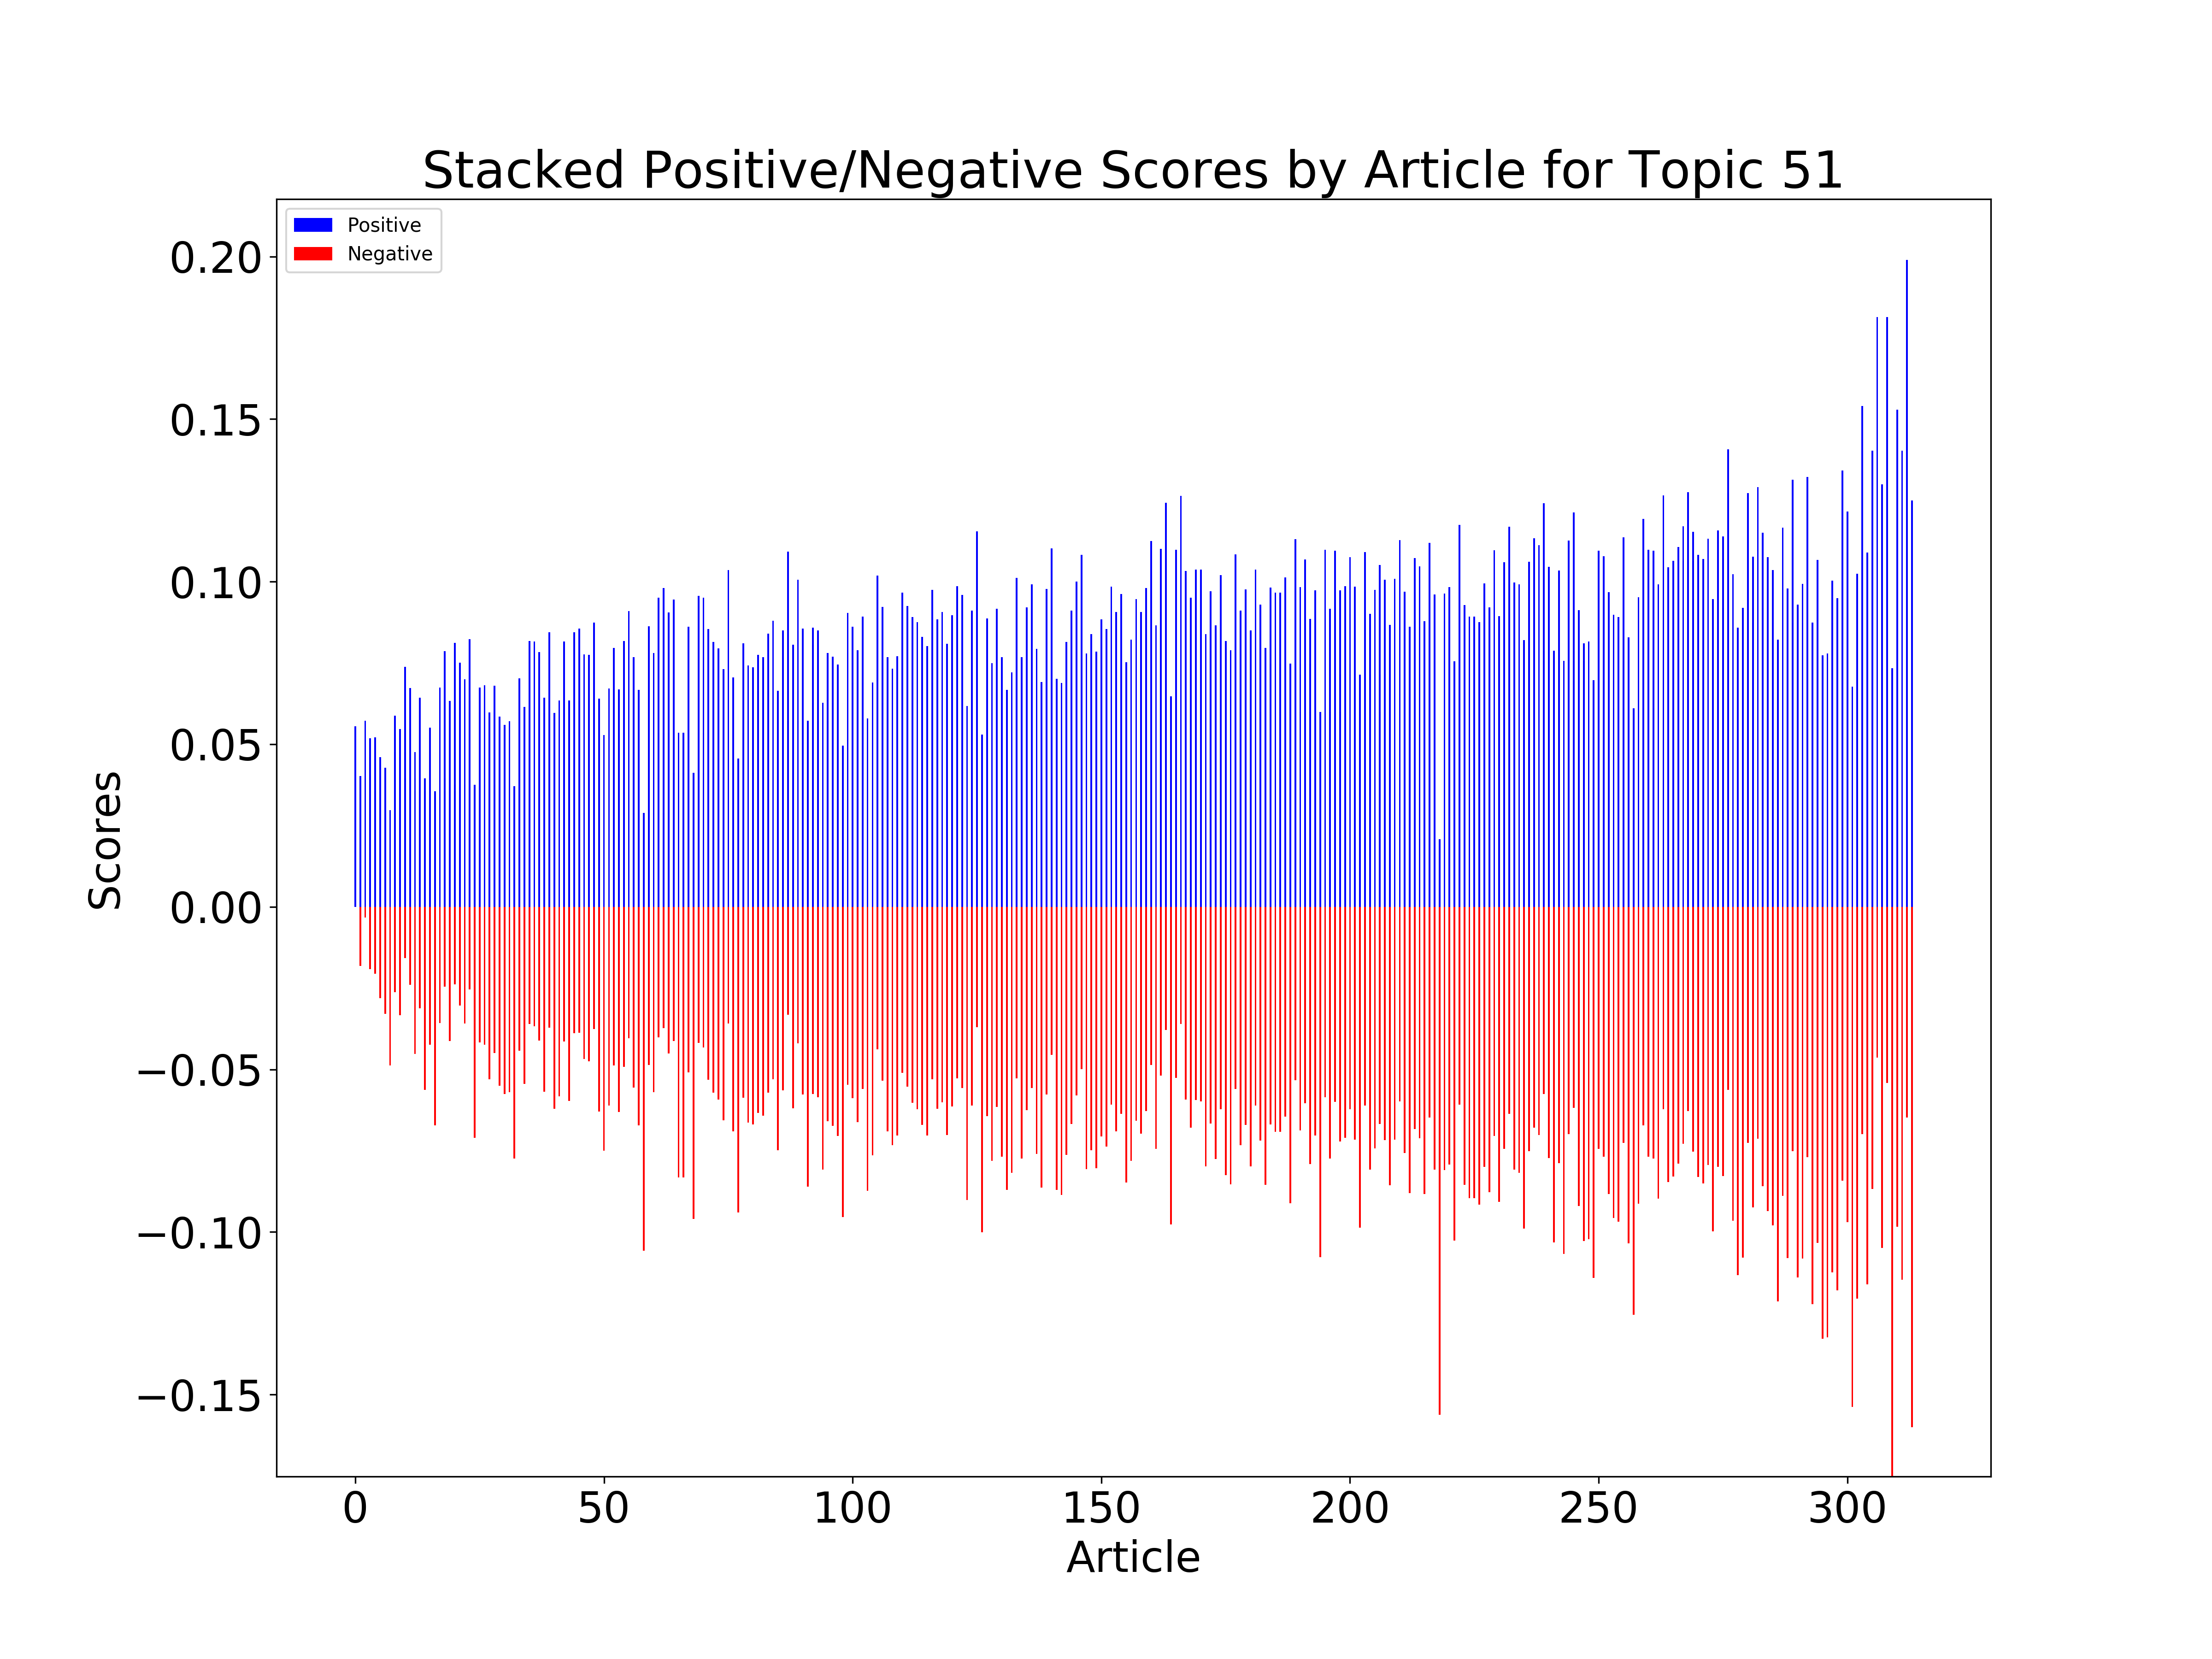 Stacked Positive/Negative Scores by Article for Topic 51
Positive
Negative
0.20
0.15
0.10
0.05
0.00
−0.05
−0.10
−0.15
Scores
0 50 100 150 200 250 300
Article